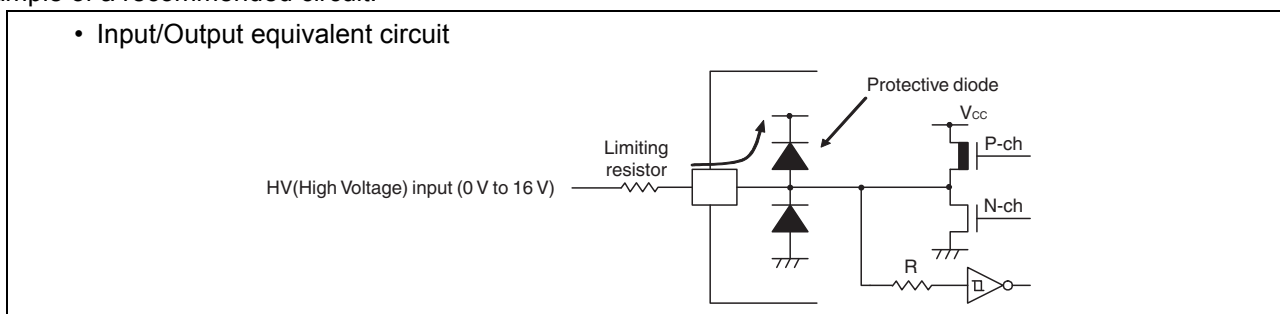 • Input/Output equivalent circuit
Protective diode
VCC
P-ch
Limiting
resistor
HV(High Voltage) input (0 V to 16 V)
N-ch
R